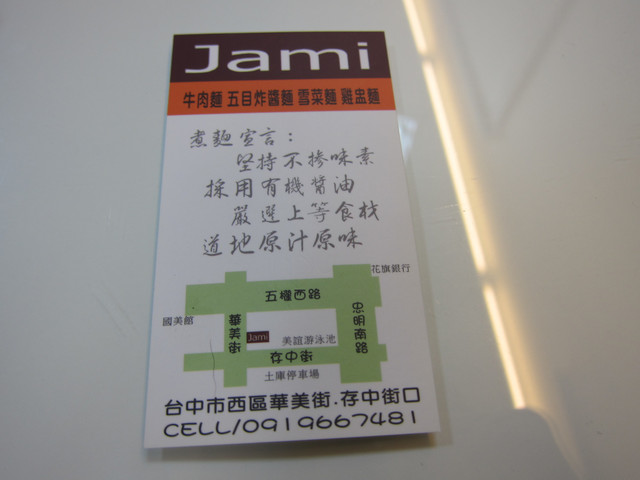 Jami
牛肉麵 五目炸醬麵 雪菜麵 雞盅麵
煮麵宣言：
堅持不摻味素
採用有機醬油
嚴選上等食材
道地原汁原味
花旗銀行
五權西路
國美館
華美街
Jami
美誼游泳池
忠明南路
存中街
土庫停車場
台中市西區華美街.存中街口
CELL/0919667481